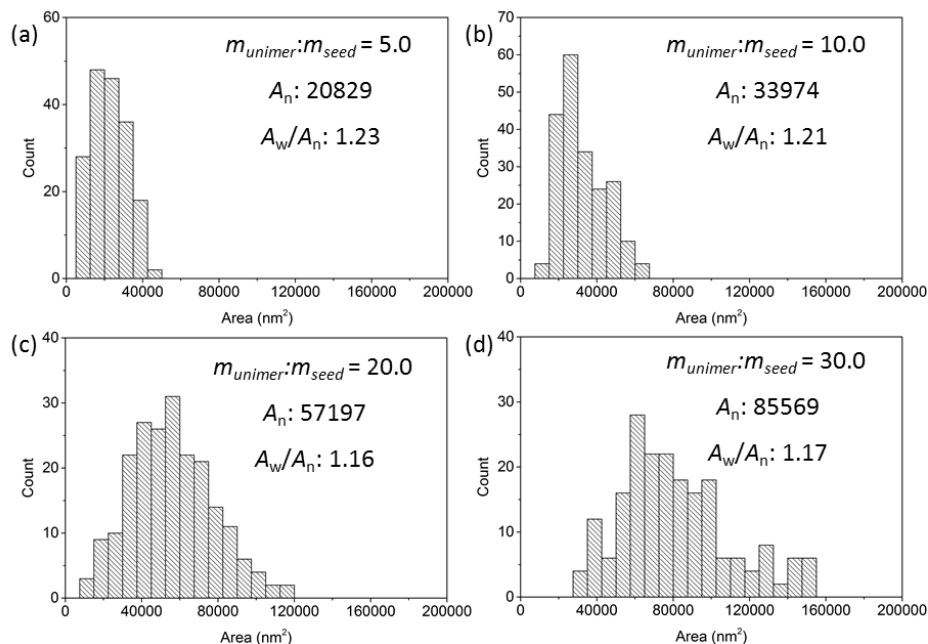 (a)
m_unimer:m_seed = 5.0
A_n: 20829
A_w/A_n: 1.23
60
40
20
0
Count
0 40000 80000 120000 160000 200000
Area (nm²)
(b)
m_unimer:m_seed = 10.0
A_n: 33974
A_w/A_n: 1.21
70
60
50
40
30
20
10
0
Count
0 40000 80000 120000 160000 200000
Area (nm²)
(c)
m_unimer:m_seed = 20.0
A_n: 57197
A_w/A_n: 1.16
40
30
20
10
0
Count
0 40000 80000 120000 160000 200000
Area (nm²)
(d)
m_unimer:m_seed = 30.0
A_n: 85569
A_w/A_n: 1.17
40
30
20
10
0
Count
0 40000 80000 120000 160000 200000
Area (nm²)